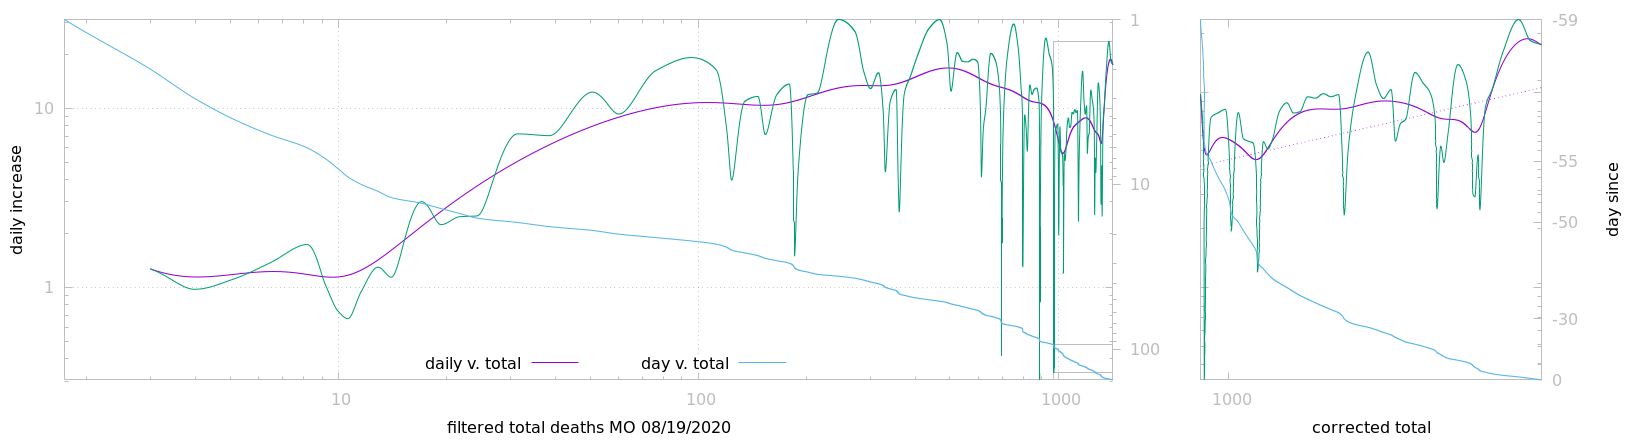 daily increase
10
1
daily v. total
day v. total
10
100
1000
filtered total deaths MO 08/19/2020
1
10
100
1000
corrected total
-59
-55
-50
-30
0
day since